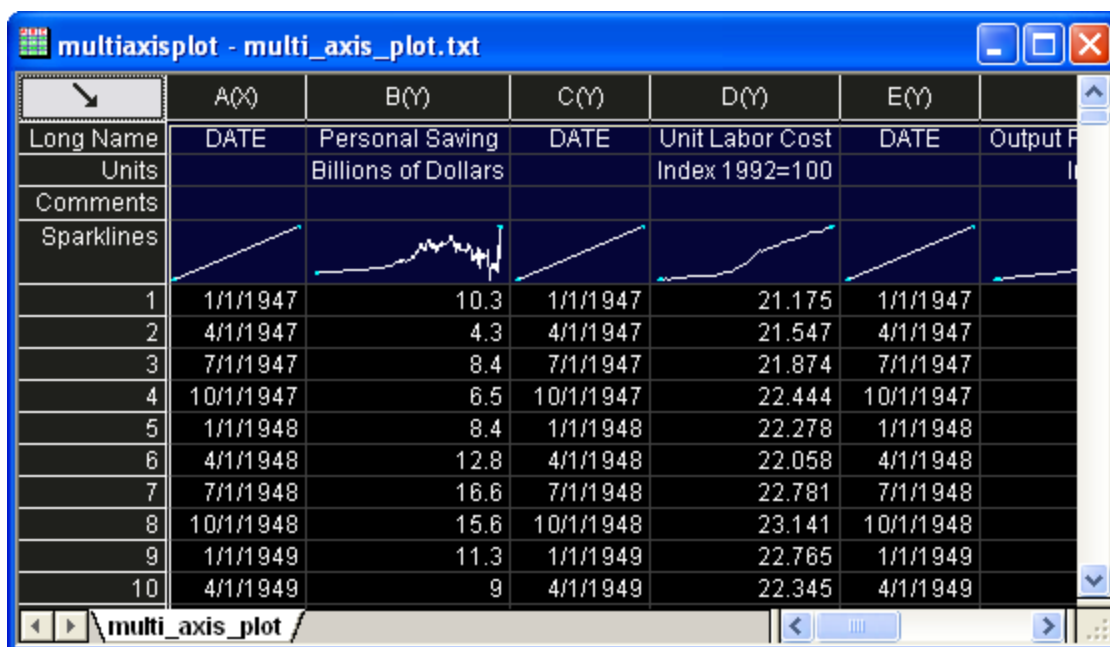 multiaxisplot - multi_axis_plot.txt
A(X) B(Y) C(Y) D(Y) E(Y)
Long Name DATE Personal Saving DATE Unit Labor Cost DATE Output
Units Billions of Dollars Index 1992=100
Comments
Sparklines
1 1/1/1947 10.3 1/1/1947 21.175 1/1/1947
2 4/1/1947 4.3 4/1/1947 21.547 4/1/1947
3 7/1/1947 8.4 7/1/1947 21.874 7/1/1947
4 10/1/1947 6.5 10/1/1947 22.444 10/1/1947
5 1/1/1948 8.4 1/1/1948 22.278 1/1/1948
6 4/1/1948 12.8 4/1/1948 22.058 4/1/1948
7 7/1/1948 16.6 7/1/1948 22.781 7/1/1948
8 10/1/1948 15.6 10/1/1948 23.141 10/1/1948
9 1/1/1949 11.3 1/1/1949 22.765 1/1/1949
10 4/1/1949 9 4/1/1949 22.345 4/1/1949
multi_axis_plot